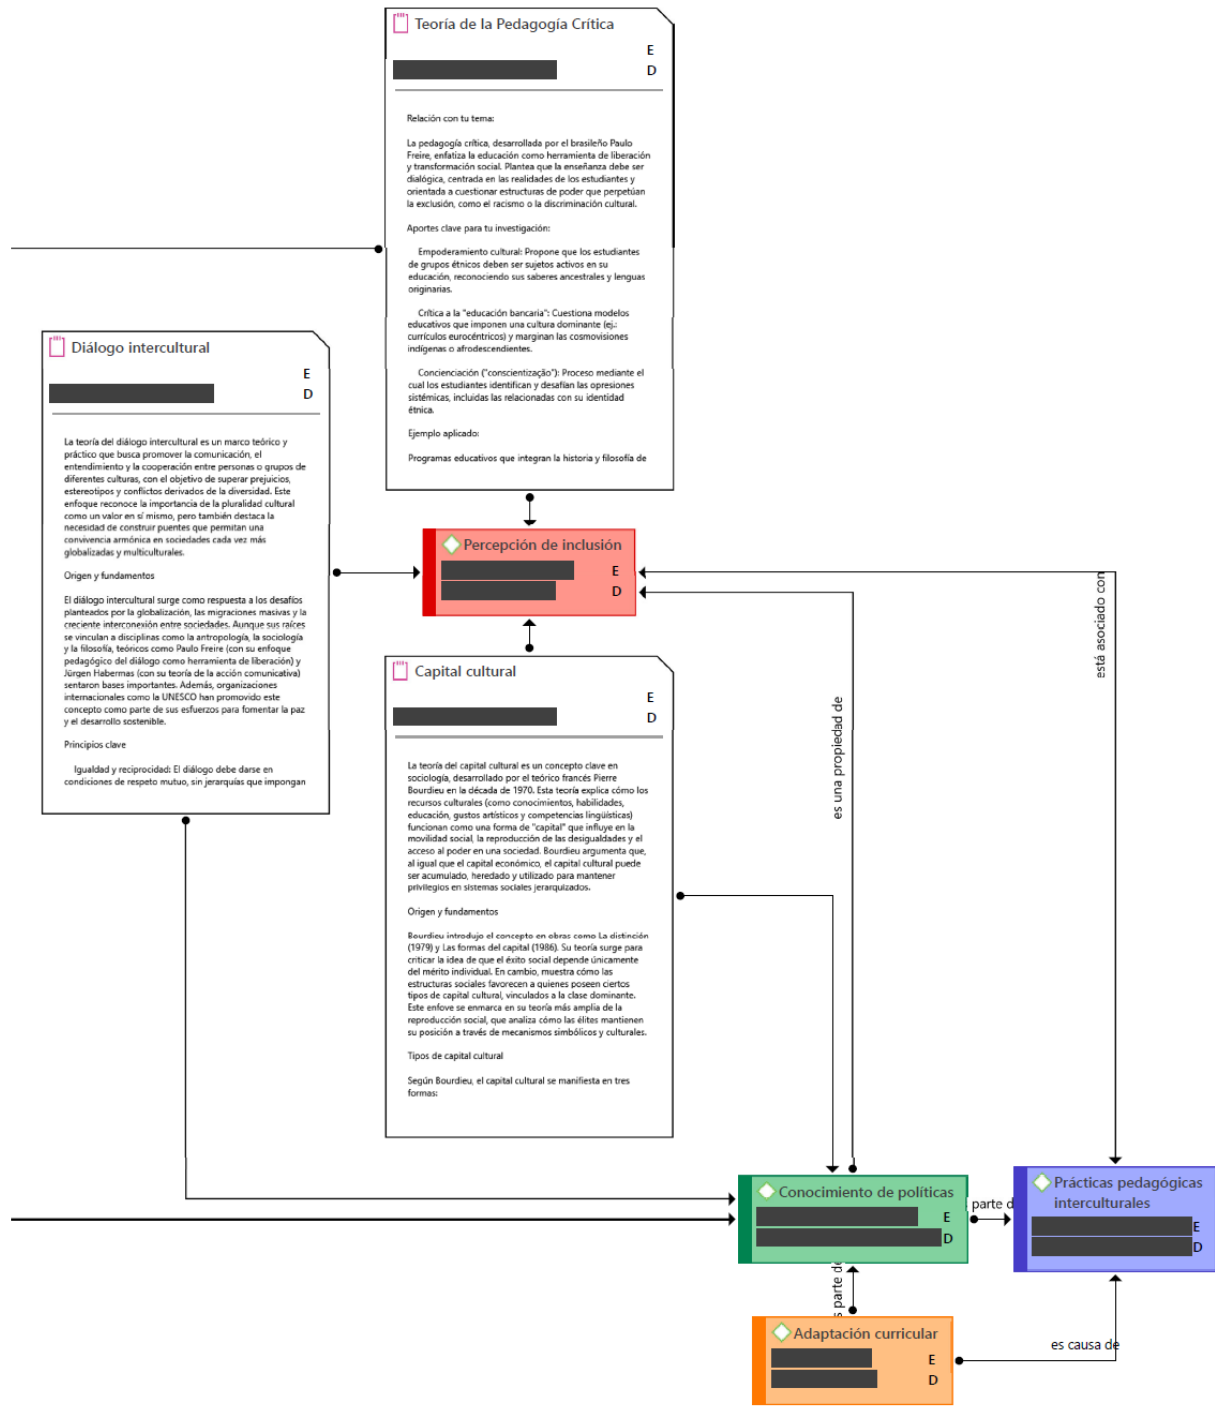 Teoría de la Pedagogía Crítica
E
D
Relación con tu tema:
La pedagogía crítica, desarrollada por el brasileño Paulo
Freire, enfatiza la educación como herramienta de liberación
y transformación social. Plantea que la enseñanza debe ser
dialógica, centrada en las realidades de los estudiantes y
orientada a cuestionar estructuras de poder que perpetúan
la exclusión, como el racismo o la discriminación cultural.
Aportes clave para tu investigación:
Empoderamiento cultural: Propone que los estudiantes
de grupos étnicos deben ser sujetos activos en su
educación, reconociendo sus saberes ancestrales y lenguas
originarias.
Crítica a la "educación bancaria": Cuestiona modelos
educativos que imponen una cultura dominante (ej.:
currículos eurocéntricos) y marginan las cosmovisiones
indígenas o afrodescendientes.
Concienciación ("conscientização"): Proceso mediante el
cual los estudiantes identifican y desafían las opresiones
sistémicas, incluidas las relacionadas con su identidad
étnica.
Ejemplo aplicado:
Programas educativos que integran la historia y filosofía de
Diálogo intercultural
E
D
La teoría del diálogo intercultural es un marco teórico y
práctico que busca promover la comunicación, el
entendimiento y la cooperación entre personas o grupos de
diferentes culturas, con el objetivo de superar prejuicios,
estereotipos y conflictos derivados de la diversidad. Este
enfoque reconoce la importancia de la pluralidad cultural
como un valor en sí mismo, pero también destaca la
necesidad de construir puentes que permitan una
convivencia armónica en sociedades cada vez más
globalizadas y multiculturales.
Origen y fundamentos
El diálogo intercultural surge como respuesta a los desafíos
planteados por la globalización, las migraciones masivas y la
creciente interconexión entre sociedades. Aunque sus raíces
se vinculan a disciplinas como la antropología, la sociología
y la filosofía, teóricos como Paulo Freire (con su enfoque
pedagógico del diálogo como herramienta de liberación) y
Jürgen Habermas (con su teoría de la acción comunicativa)
sentaron bases importantes. Además, organizaciones
internacionales como la UNESCO han promovido este
concepto como parte de sus esfuerzos para fomentar la paz
y el desarrollo sostenible.
Principios clave
Igualdad y reciprocidad: El diálogo debe darse en
condiciones de respeto mutuo, sin jerarquías que impongan
Percepción de inclusión
E
D
Capital cultural
E
D
La teoría del capital cultural es un concepto clave en
sociología, desarrollado por el teórico francés Pierre
Bourdieu en la década de 1970. Esta teoría explica cómo los
recursos culturales (como conocimientos, habilidades,
educación, gustos artísticos y competencias lingüísticas)
funcionan como una forma de "capital" que influye en la
movilidad social, la reproducción de las desigualdades y el
acceso al poder en una sociedad. Bourdieu argumenta que,
al igual que el capital económico, el capital cultural puede
ser acumulado, heredado y utilizado para mantener
privilegios en sistemas sociales jerarquizados.
Origen y fundamentos
Bourdieu introdujo el concepto en obras como La distinción
(1979) y Las formas del capital (1986). Su teoría surge para
criticar la idea de que el éxito social depende únicamente
del mérito individual. En cambio, muestra cómo las
estructuras sociales favorecen a quienes poseen ciertos
tipos de capital cultural, vinculados a la clase dominante.
Este enfove se enmarca en su teoría más amplia de la
reproducción social, que analiza cómo las élites mantienen
su posición a través de mecanismos simbólicos y culturales.
Tipos de capital cultural
Según Bourdieu, el capital cultural se manifiesta en tres
formas:
es una propiedad de
está asociado con
Conocimiento de políticas
E
D
s parte d
Prácticas pedagógicas
interculturales
E
D
s parte de
Adaptación curricular
E
D
es causa de